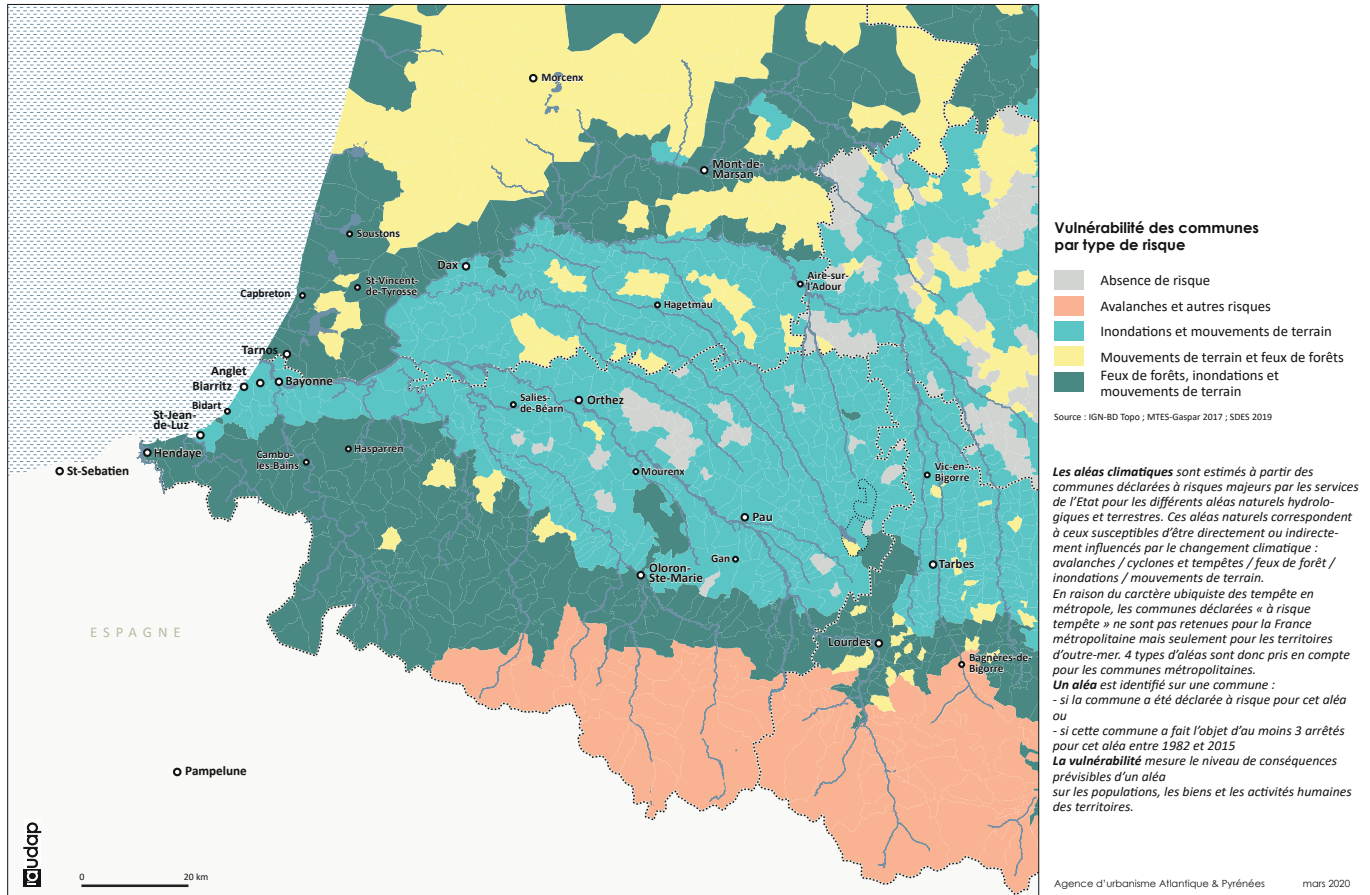 Morcenx
Mont-de-
Marsan
Soustons
Dax
St-Vincent-
de-Tyrosse
Capbreton
Aire-sur-
l'Adour
Hagetmau
Tarnos
Anglet
Bayonne
Biarritz
Bidart
St-Jean-
de-Luz
Salies-
de-Béarn
Orthez
Hendaye
Cambo-
les-Bains
Hasparren
St-Sebatien
Mourenx
Vic-en-
Bigorre
Pau
Gan
Oloron-
Ste-Marie
Tarbes
ESPAGNE
Lourdes
Bagnères-de-
Bigorre
Pampelune
audap
0 20 km
Vulnérabilité des communes
par type de risque
Absence de risque
Avalanches et autres risques
Inondations et mouvements de terrain
Mouvements de terrain et feux de forêts
Feux de forêts, inondations et
mouvements de terrain
Source : IGN-BD Topo ; MTES-Gaspar 2017 ; SDES 2019
Les aléas climatiques sont estimés à partir des
communes déclarées à risques majeurs par les services
de l'Etat pour les différents aléas naturels hydrolo-
giques et terrestres. Ces aléas naturels correspondent
à ceux susceptibles d'être directement ou indirecte-
ment influencés par le changement climatique :
avalanches / cyclones et tempêtes / feux de forêt /
inondations / mouvements de terrain.
En raison du carctère ubiquiste des tempête en
métropole, les communes déclarées « à risque
tempête » ne sont pas retenues pour la France
métropolitaine mais seulement pour les territoires
d'outre-mer. 4 types d'aléas sont donc pris en compte
pour les communes métropolitaines.
Un aléa est identifié sur une commune :
- si la commune a été déclarée à risque pour cet aléa
ou
- si cette commune a fait l'objet d'au moins 3 arrêtés
pour cet aléa entre 1982 et 2015
La vulnérabilité mesure le niveau de conséquences
prévisibles d'un aléa
sur les populations, les biens et les activités humaines
des territoires.
Agence d'urbanisme Atlantique & Pyrénées mars 2020